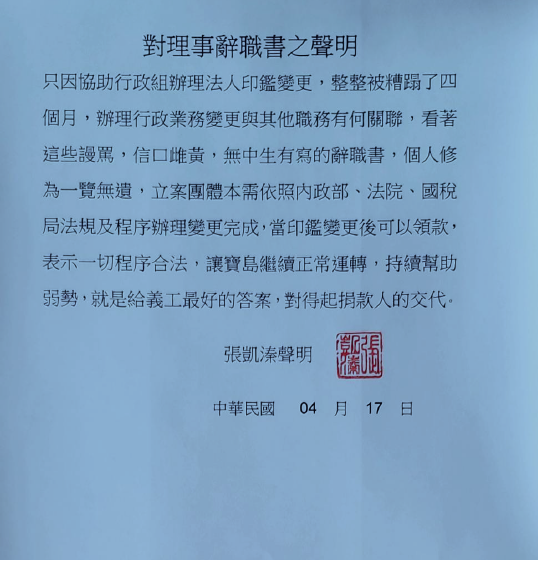 對理事辭職書之聲明
只因協助行政組辦理法人印鑑變更，整整被糟蹋了四
個月，辦理行政業務變更與其他職務有何關聯，看著
這些謾罵，信口雌黃，無中生有寫的辭職書，個人修
為一覽無遺，立案團體本需依照內政部、法院、國稅
局法規及程序辦理變更完成，當印鑑變更後可以領款，
表示一切程序合法，讓寶島繼續正常運轉，持續幫助
弱勢，就是給義工最好的答案，對得起捐款人的交代。
張凱溱聲明
中華民國 04 月 17 日